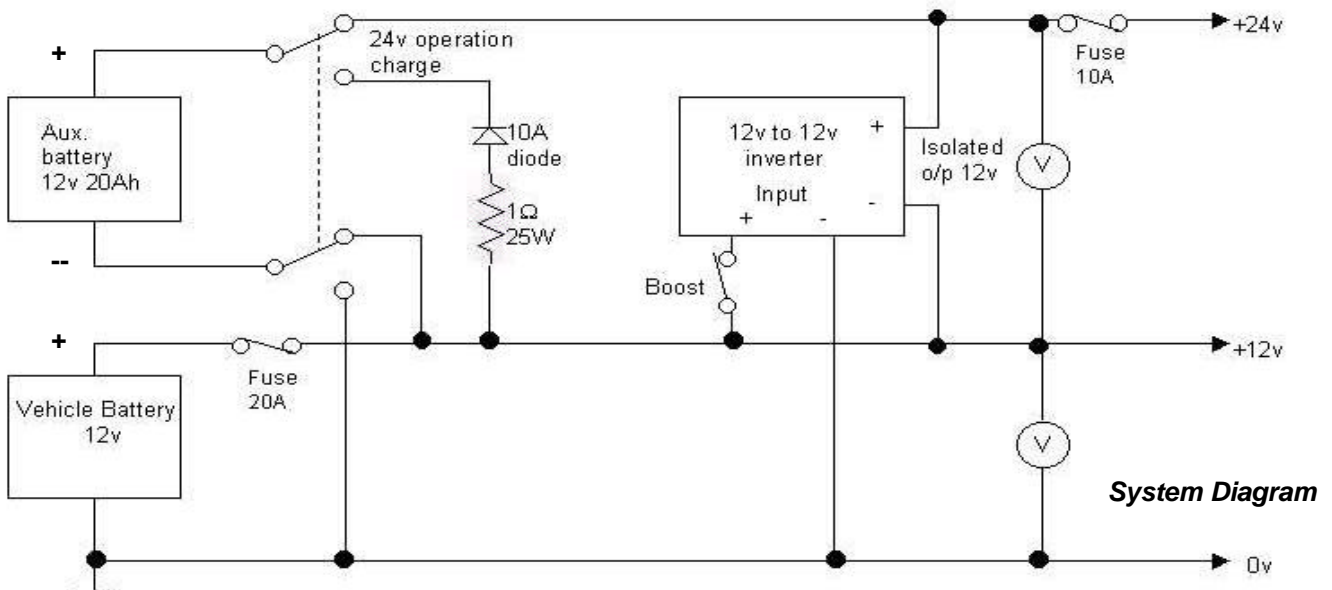 +24v
24v operation
charge
Fuse
10A
+
Aux.
battery
12v 20Ah
--
10A
diode
1Ω
25W
12v to 12v
inverter
Input
+
-
+
-
Isolated
o/p 12v
V
Boost
+
Fuse
20A
+12v
Vehicle Battery
12v
V
System Diagram
0v